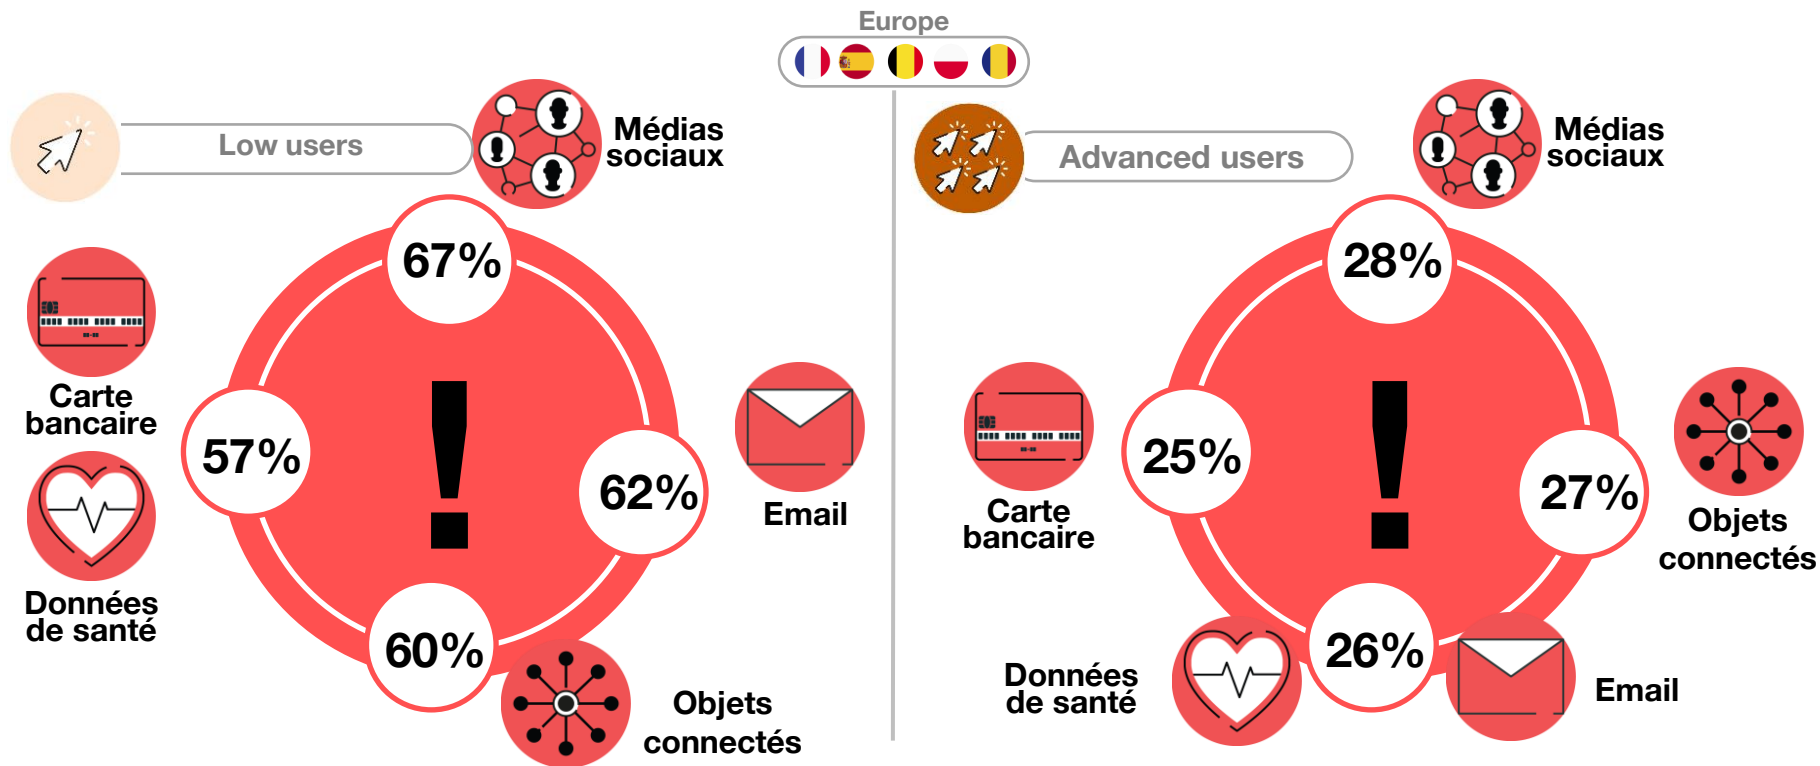 Europe
Low users
Médias
sociaux
67%
Carte
bancaire
57%
Données
de santé
62%
Email
60%
Objets
connectés
!
Advanced users
Médias
sociaux
28%
Carte
bancaire
25%
27%
Objets
connectés
26%
Données
de santé
Email
!